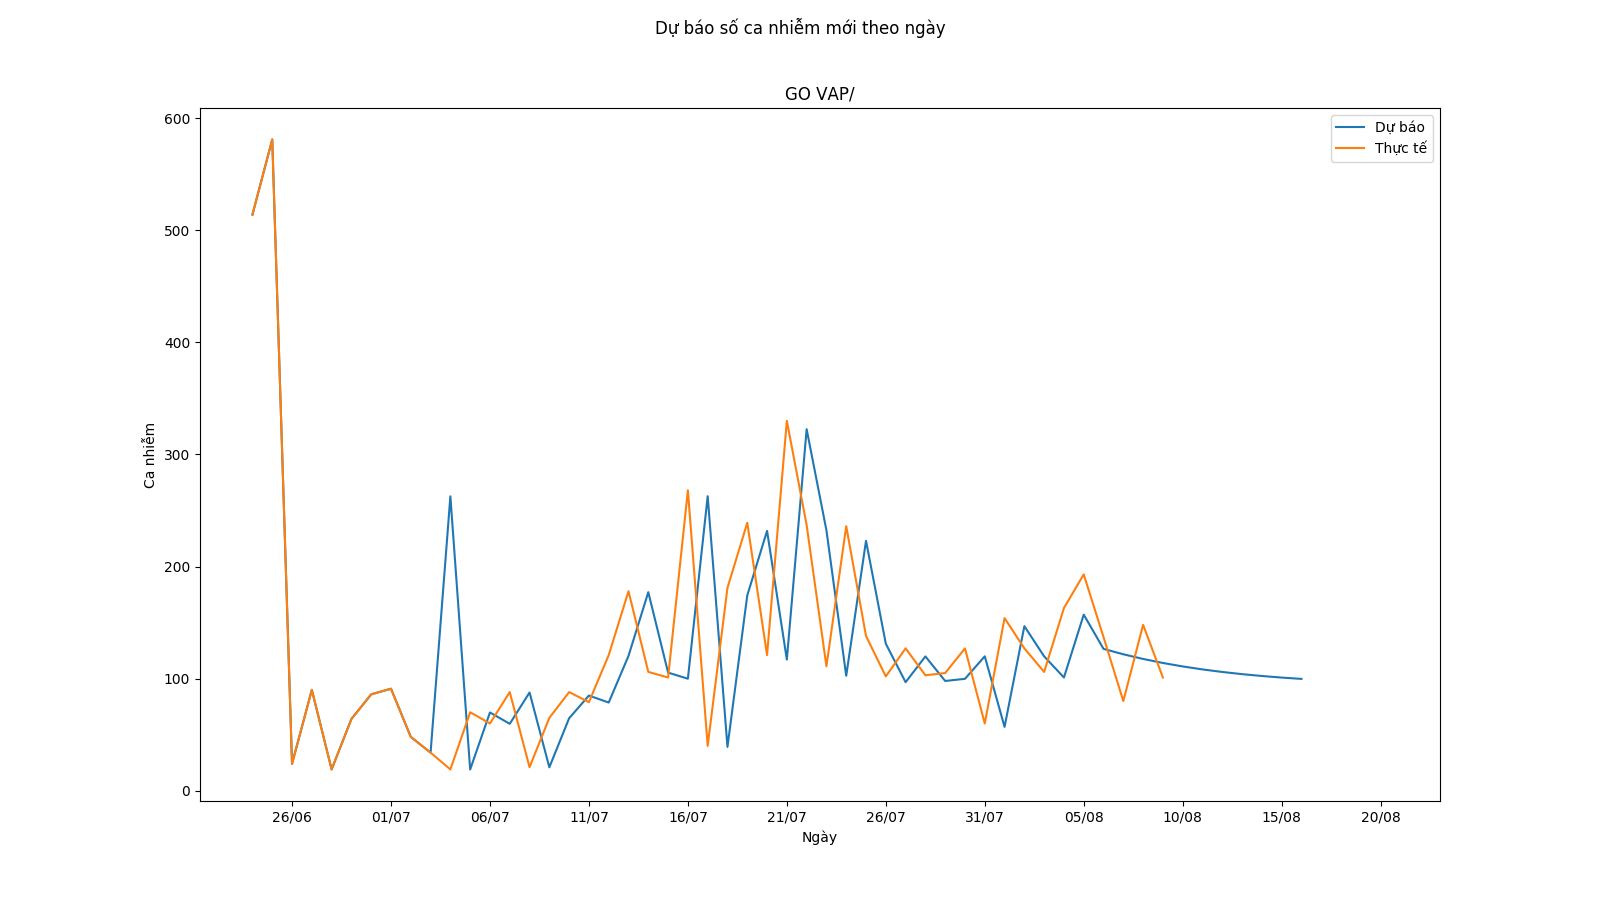 Dự báo số ca nhiễm mới theo ngày
GO VAP/
Dự báo
Thực tế
600
500
400
300
200
100
0
Ca nhiễm
26/06 01/07 06/07 11/07 16/07 21/07 26/07 31/07 05/08 10/08 15/08 20/08
Ngày